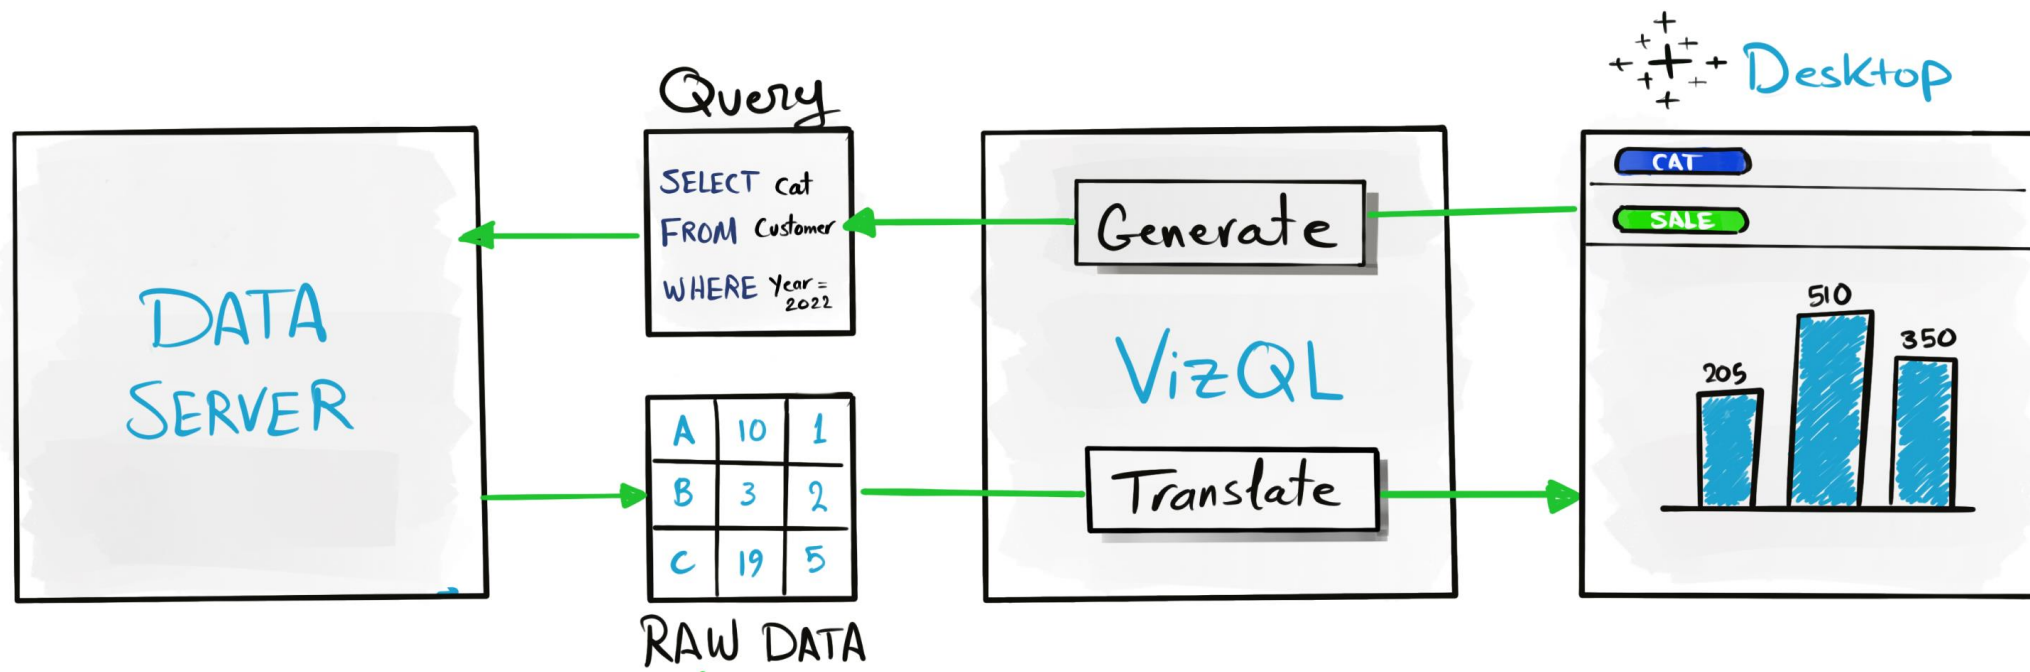 Desktop
Query
SELECT Cat
FROM Customer
WHERE Year =
2022
DATA
SERVER
A 10 1
B 3 2
C 19 5
RAW DATA
Generate
VizQL
Translate
CAT
SALE
510
350
205